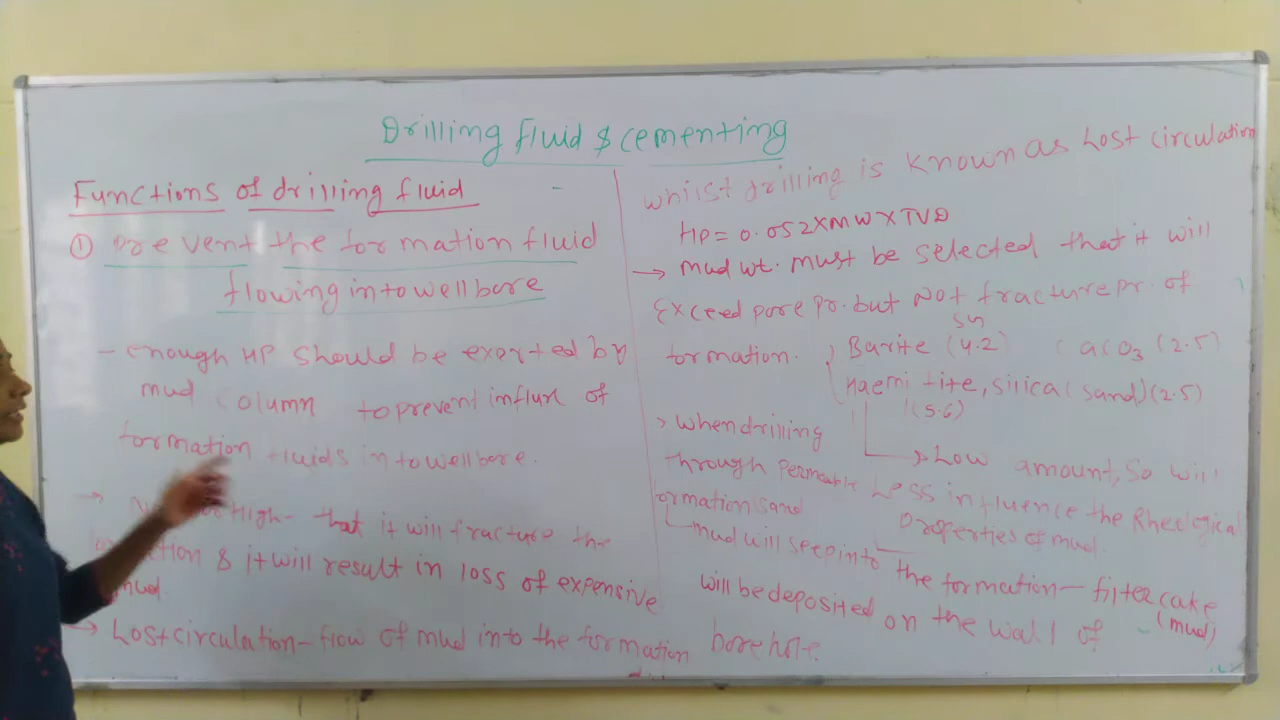 Drilling fluid & cementing
Functions of drilling fluid
① Prevent the formation fluid
flowing into wellbore
- enough HP should be exerted by
mud column to prevent influx of
formation fluids into wellbore.
→ High - that it will fracture the
& it will result in loss of expensive
mud
→ Lost circulation - flow of mud into the formation
whilst drilling is known as Lost circulation
HP = 0.052 X MW X TVD
→ mud wt. must be selected that it will
Exceed pore pr. but NOT fracture pr. of
formation.
Barite (4.2) CaCO3 (2.5)
Haemitite, silica (sand) (2.5)
(5.6)
→ Low amount, so will
Less influence the Rheological
properties of mud.
> when drilling
through permeable
formation sand
mud will seep into the formation - filter cake
(mud)
will be deposited on the wall of
bore hole.